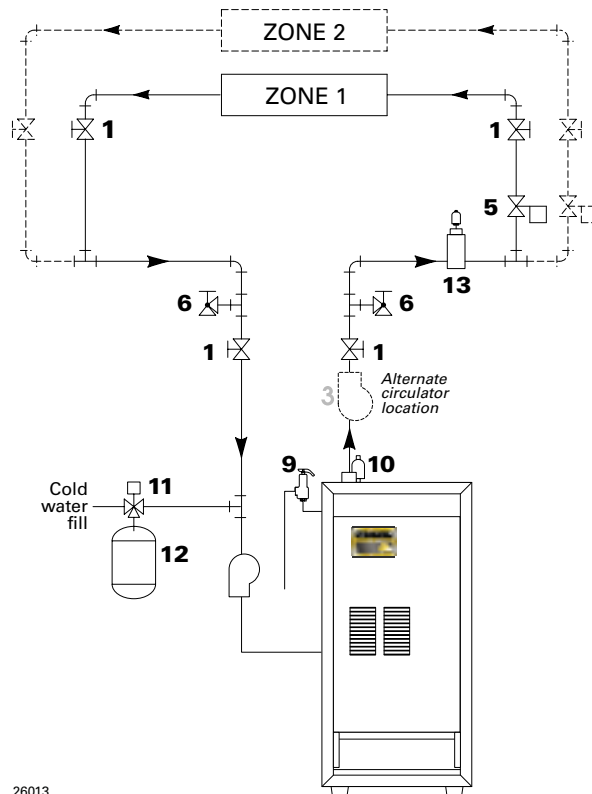 ZONE 2
ZONE 1
1
1
5
13
6
6
1
1
3
Alternate
circulator
location
9
10
11
Cold
water
fill
12
26013